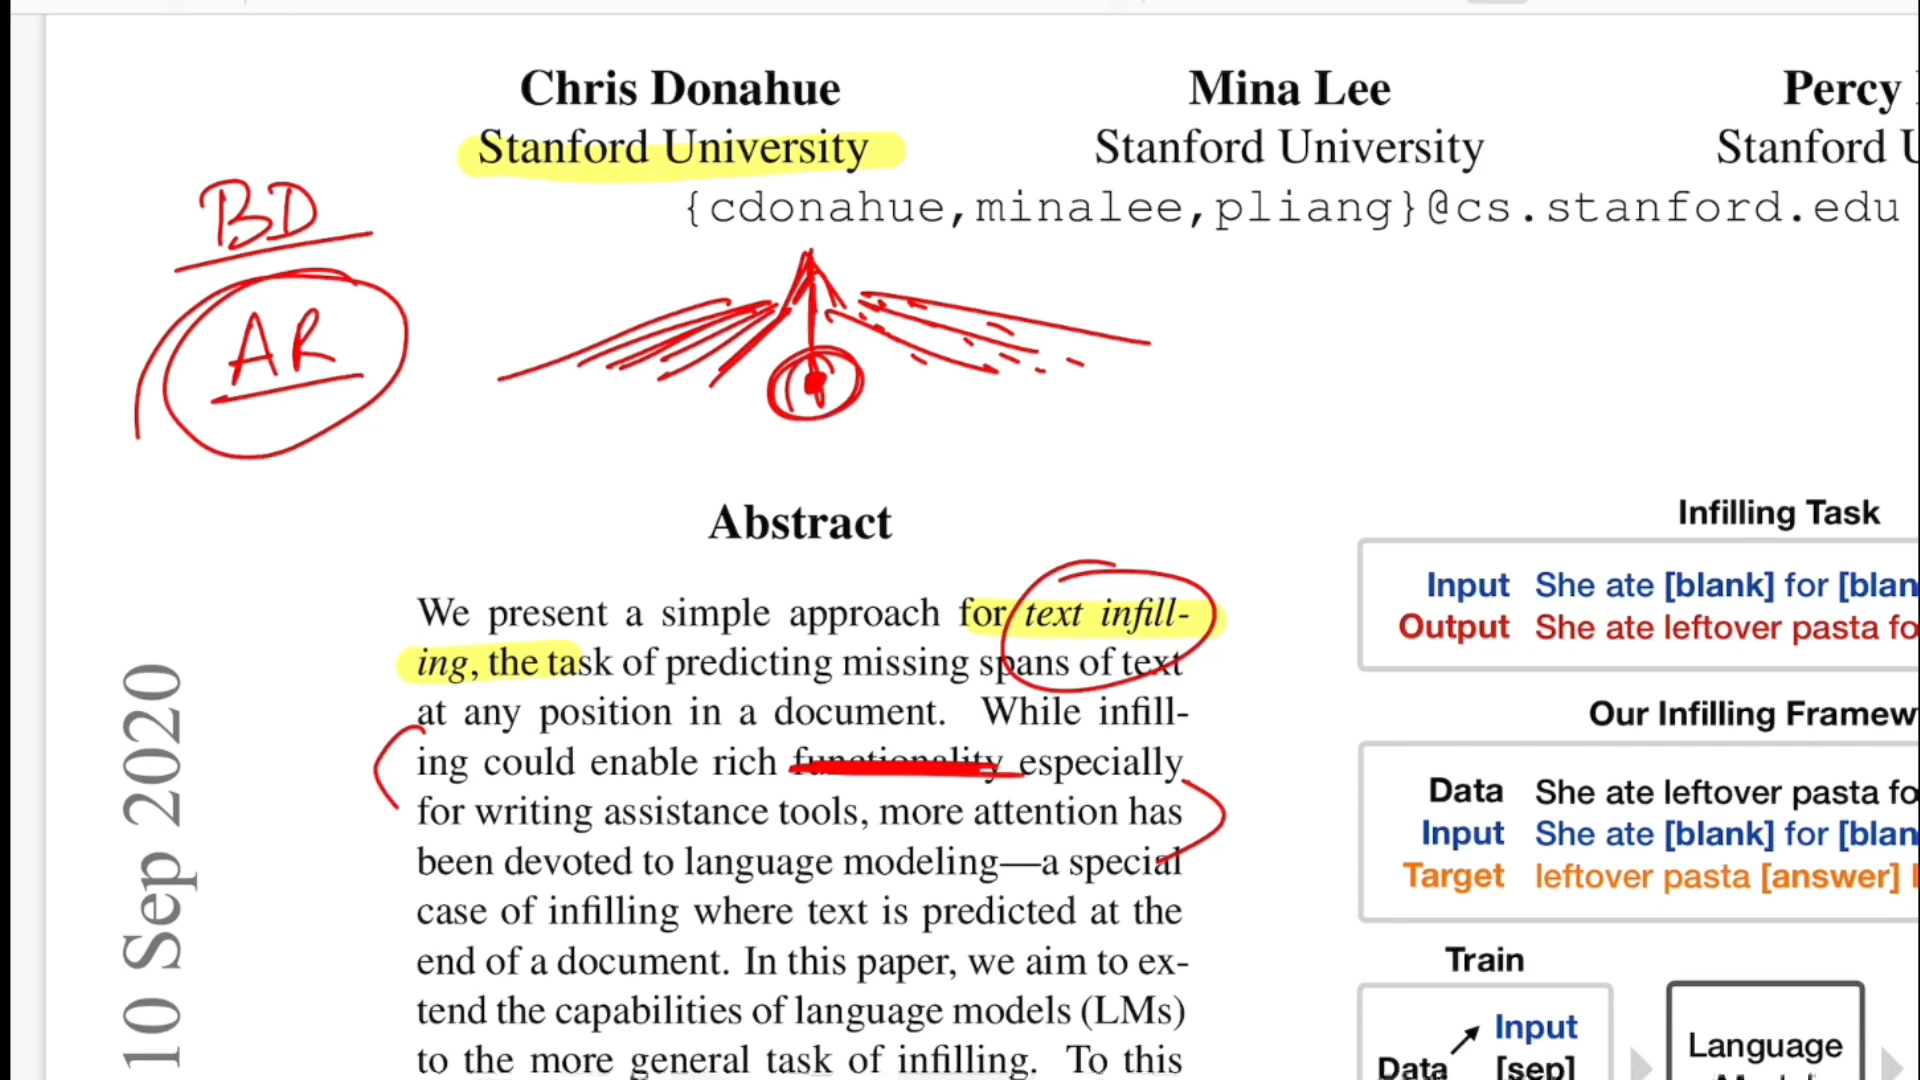 Chris Donahue
Mina Lee
Percy
Stanford University
Stanford University
Stanford U
{cdonahue,minalee,pliang}@cs.stanford.edu
BD
AR
Abstract
We present a simple approach for text infill-
ing, the task of predicting missing spans of text
at any position in a document. While infill-
ing could enable rich functionality especially
for writing assistance tools, more attention has
been devoted to language modeling—a special
case of infilling where text is predicted at the
end of a document. In this paper, we aim to ex-
tend the capabilities of language models (LMs)
to the more general task of infilling. To this
10 Sep 2020
Infilling Task
Input She ate [blank] for [blan
Output She ate leftover pasta fo
Our Infilling Framew
Data She ate leftover pasta fo
Input She ate [blank] for [blan
Target leftover pasta [answer]
Train
Input
Data [sep]
Language